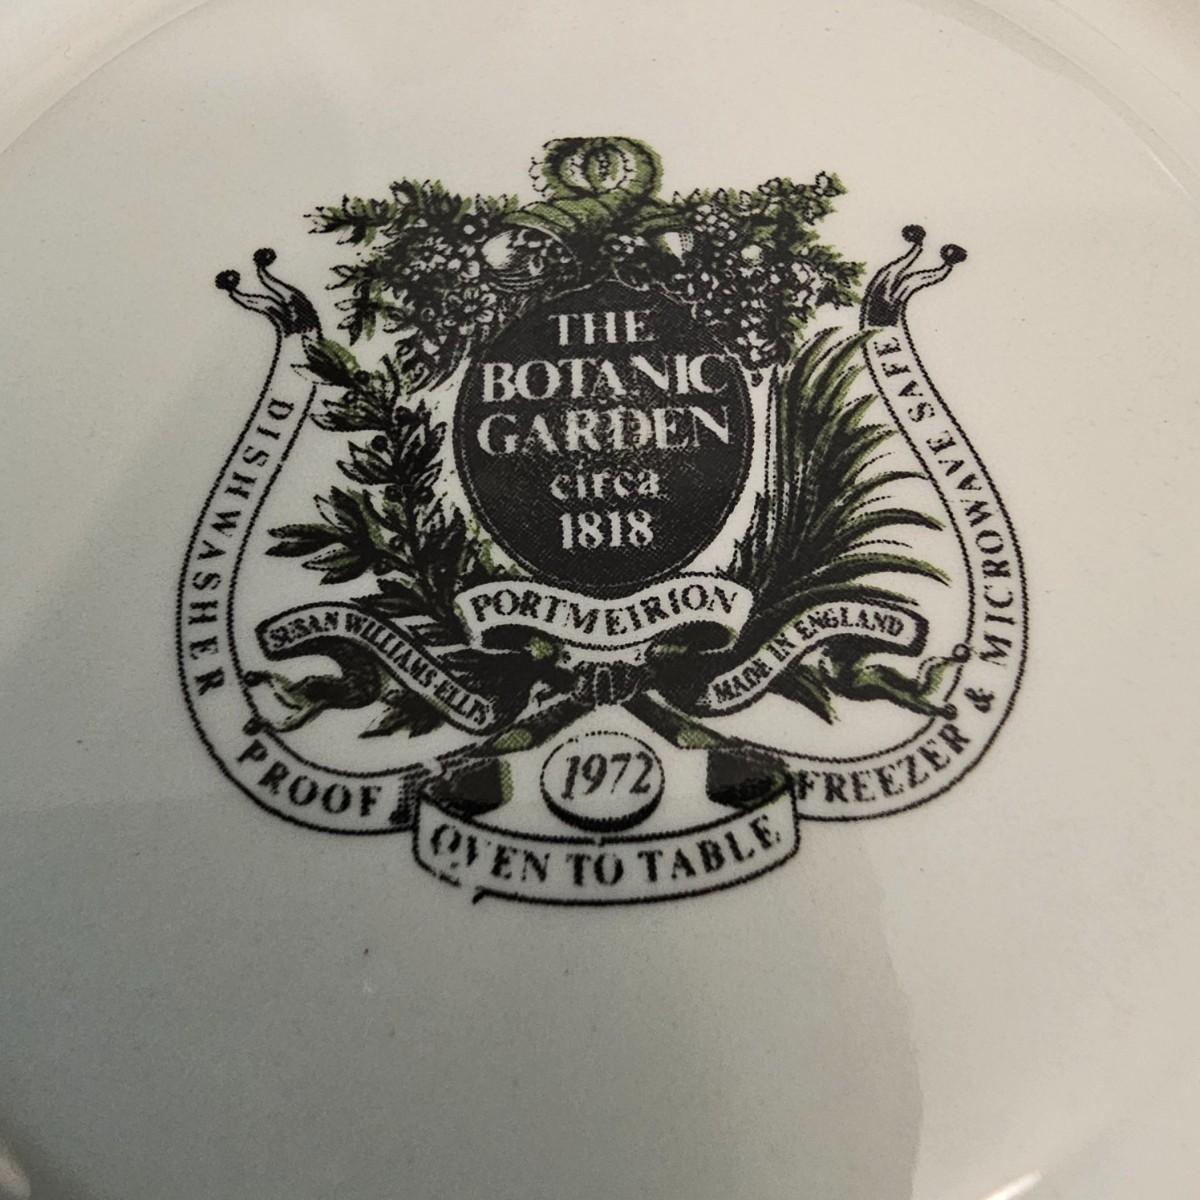 THE
BOTANIC
GARDEN
circa
1818
PORTMEIRION
SUSAN WILLIAMS-ELLIS
MADE IN ENGLAND
1972
DISHWASHER PROOF
OVEN TO TABLE
FREEZER & MICROWAVE SAFE